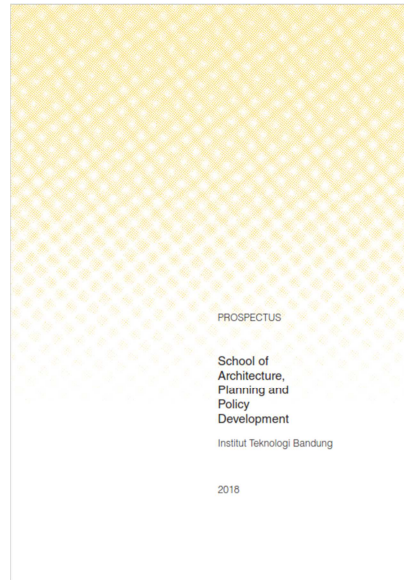 PROSPECTUS
School of
Architecture,
Planning and
Policy
Development
Institut Teknologi Bandung
2018